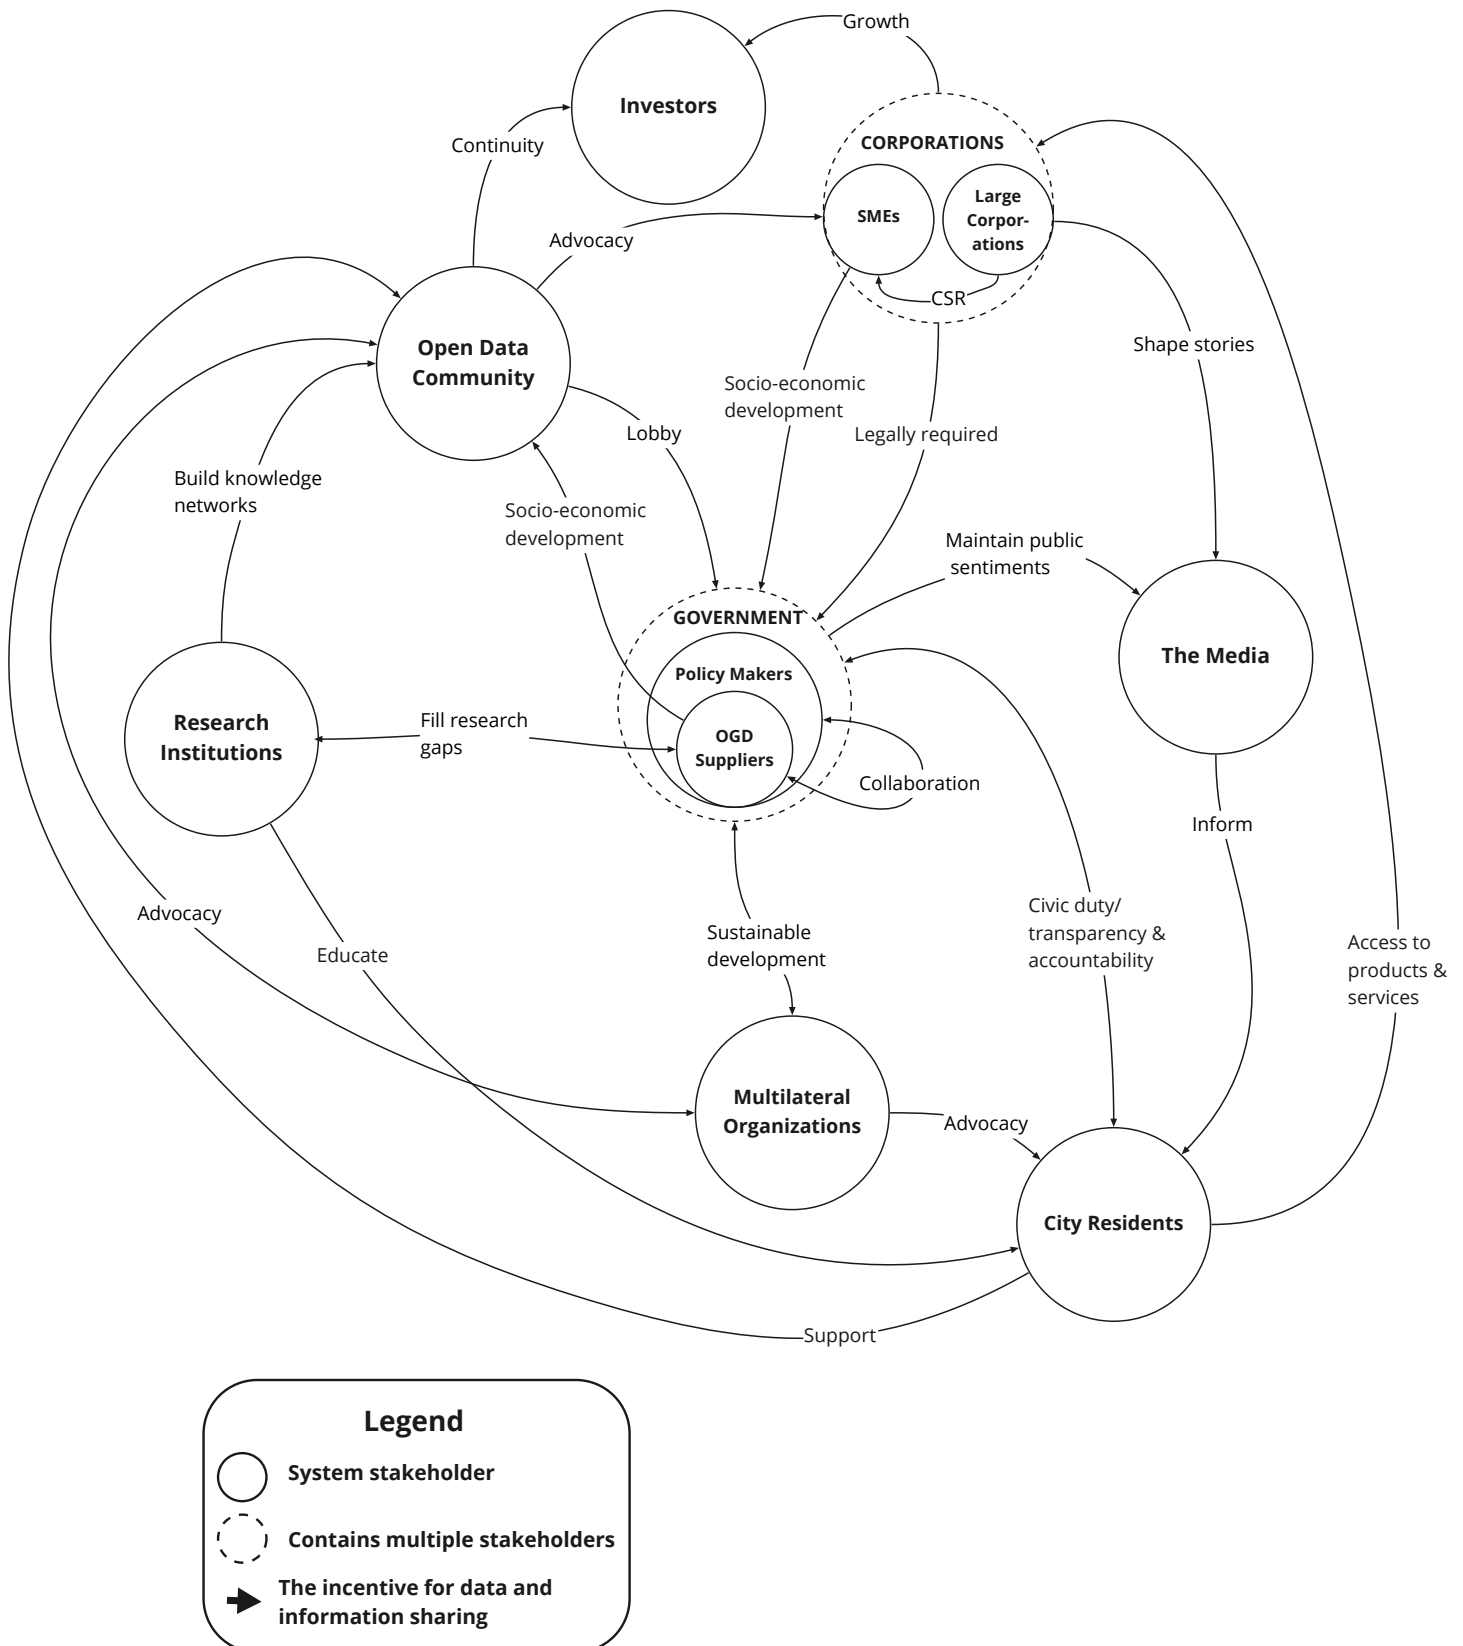 Growth
Investors
Continuity
CORPORATIONS
SMEs
Large
Corpor-
ations
CSR
Advocacy
Shape stories
Open Data
Community
Socio-economic
development
Lobby
Legally required
Build knowledge
networks
Socio-economic
development
Maintain public
sentiments
GOVERNMENT
Policy Makers
OGD
Suppliers
The Media
Research
Institutions
Fill research
gaps
Collaboration
Inform
Advocacy
Educate
Sustainable
development
Civic duty/
transparency &
accountability
Access to
products &
services
Multilateral
Organizations
Advocacy
City Residents
Support
Legend
System stakeholder
Contains multiple stakeholders
The incentive for data and
information sharing